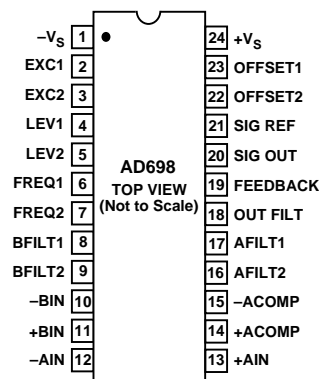 –VS 1 24 +VS
EXC1 2 23 OFFSET1
EXC2 3 22 OFFSET2
LEV1 4 21 SIG REF
LEV2 5 20 SIG OUT
AD698
FREQ1 6 19 FEEDBACK
TOP VIEW
(Not to Scale)
FREQ2 7 18 OUT FILT
BFILT1 8 17 AFILT1
BFILT2 9 16 AFILT2
–BIN 10 15 –ACOMP
+BIN 11 14 +ACOMP
–AIN 12 13 +AIN